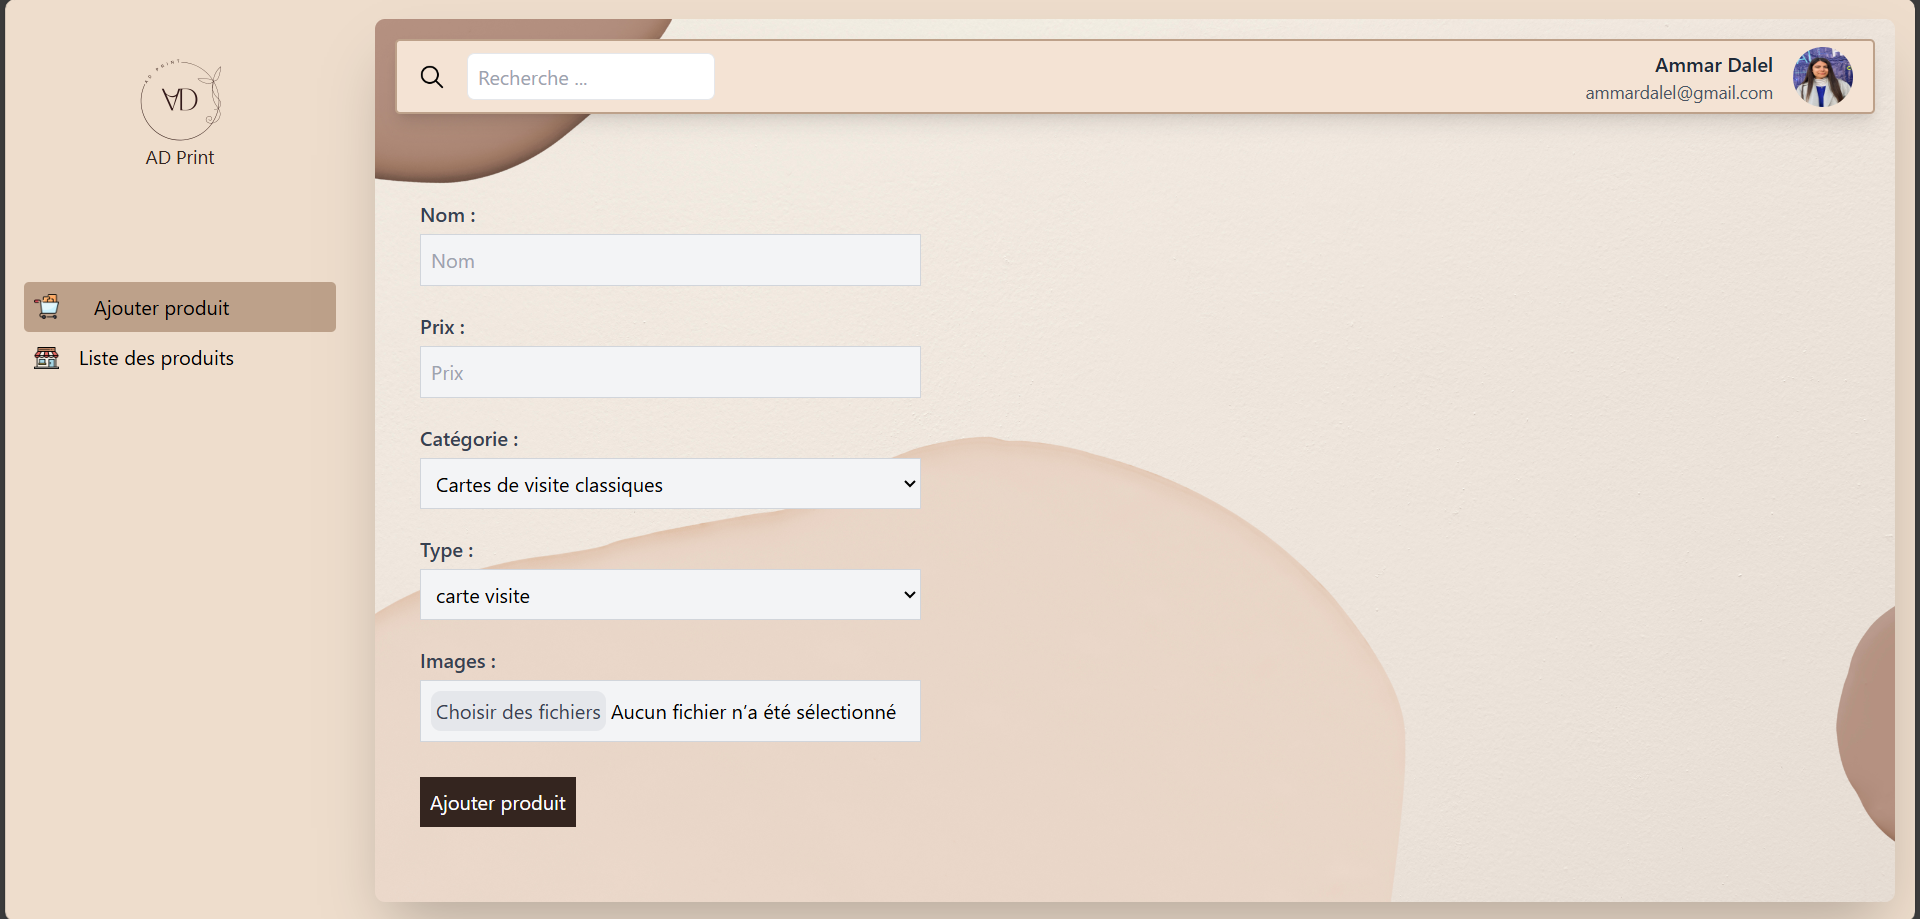 AD PRINT
AD
AD Print
Ajouter produit
Liste des produits
Recherche ...
Ammar Dalel
ammardalel@gmail.com
Nom :
Nom
Prix :
Prix
Catégorie :
Cartes de visite classiques
Type :
carte visite
Images :
Choisir des fichiers Aucun fichier n’a été sélectionné
Ajouter produit